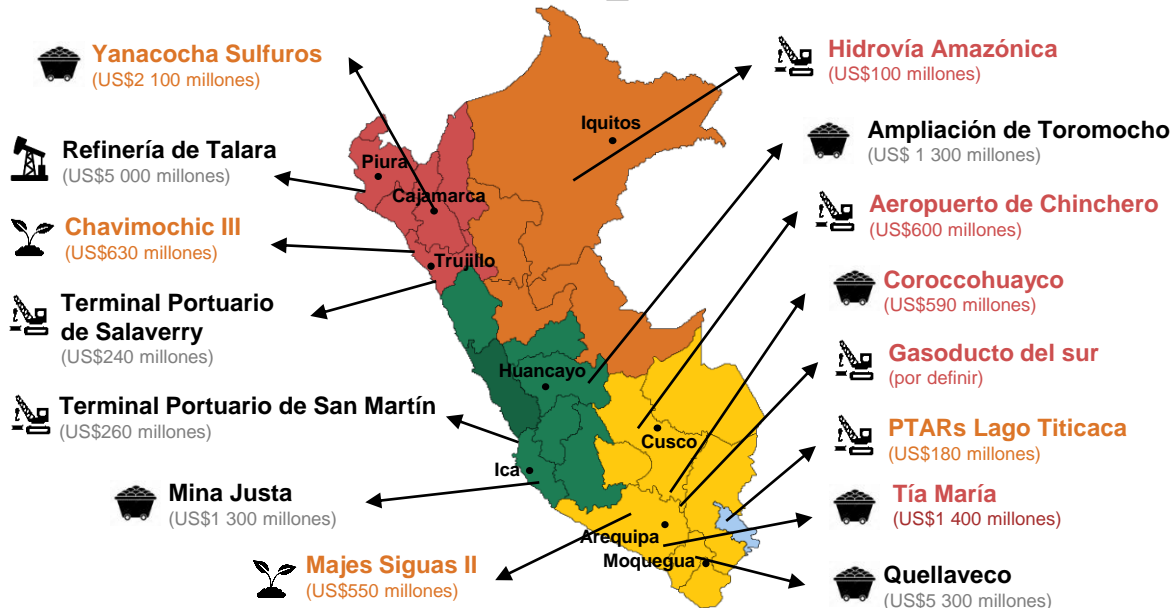 Yanacocha Sulfuros
(US$2 100 millones)
Refinería de Talara
(US$5 000 millones)
Chavimochic III
(US$630 millones)
Terminal Portuario
de Salaverry
(US$240 millones)
Terminal Portuario de San Martín
(US$260 millones)
Mina Justa
(US$1 300 millones)
Majes Siguas II
(US$550 millones)
Iquitos
Piura
Cajamarca
Trujillo
Huancayo
Cusco
Ica
Arequipa
Moquegua
Hidrovía Amazónica
(US$100 millones)
Ampliación de Toromocho
(US$ 1 300 millones)
Aeropuerto de Chinchero
(US$600 millones)
Coroccohuayco
(US$590 millones)
Gasoducto del sur
(por definir)
PTARs Lago Titicaca
(US$180 millones)
Tía María
(US$1 400 millones)
Quellaveco
(US$5 300 millones)